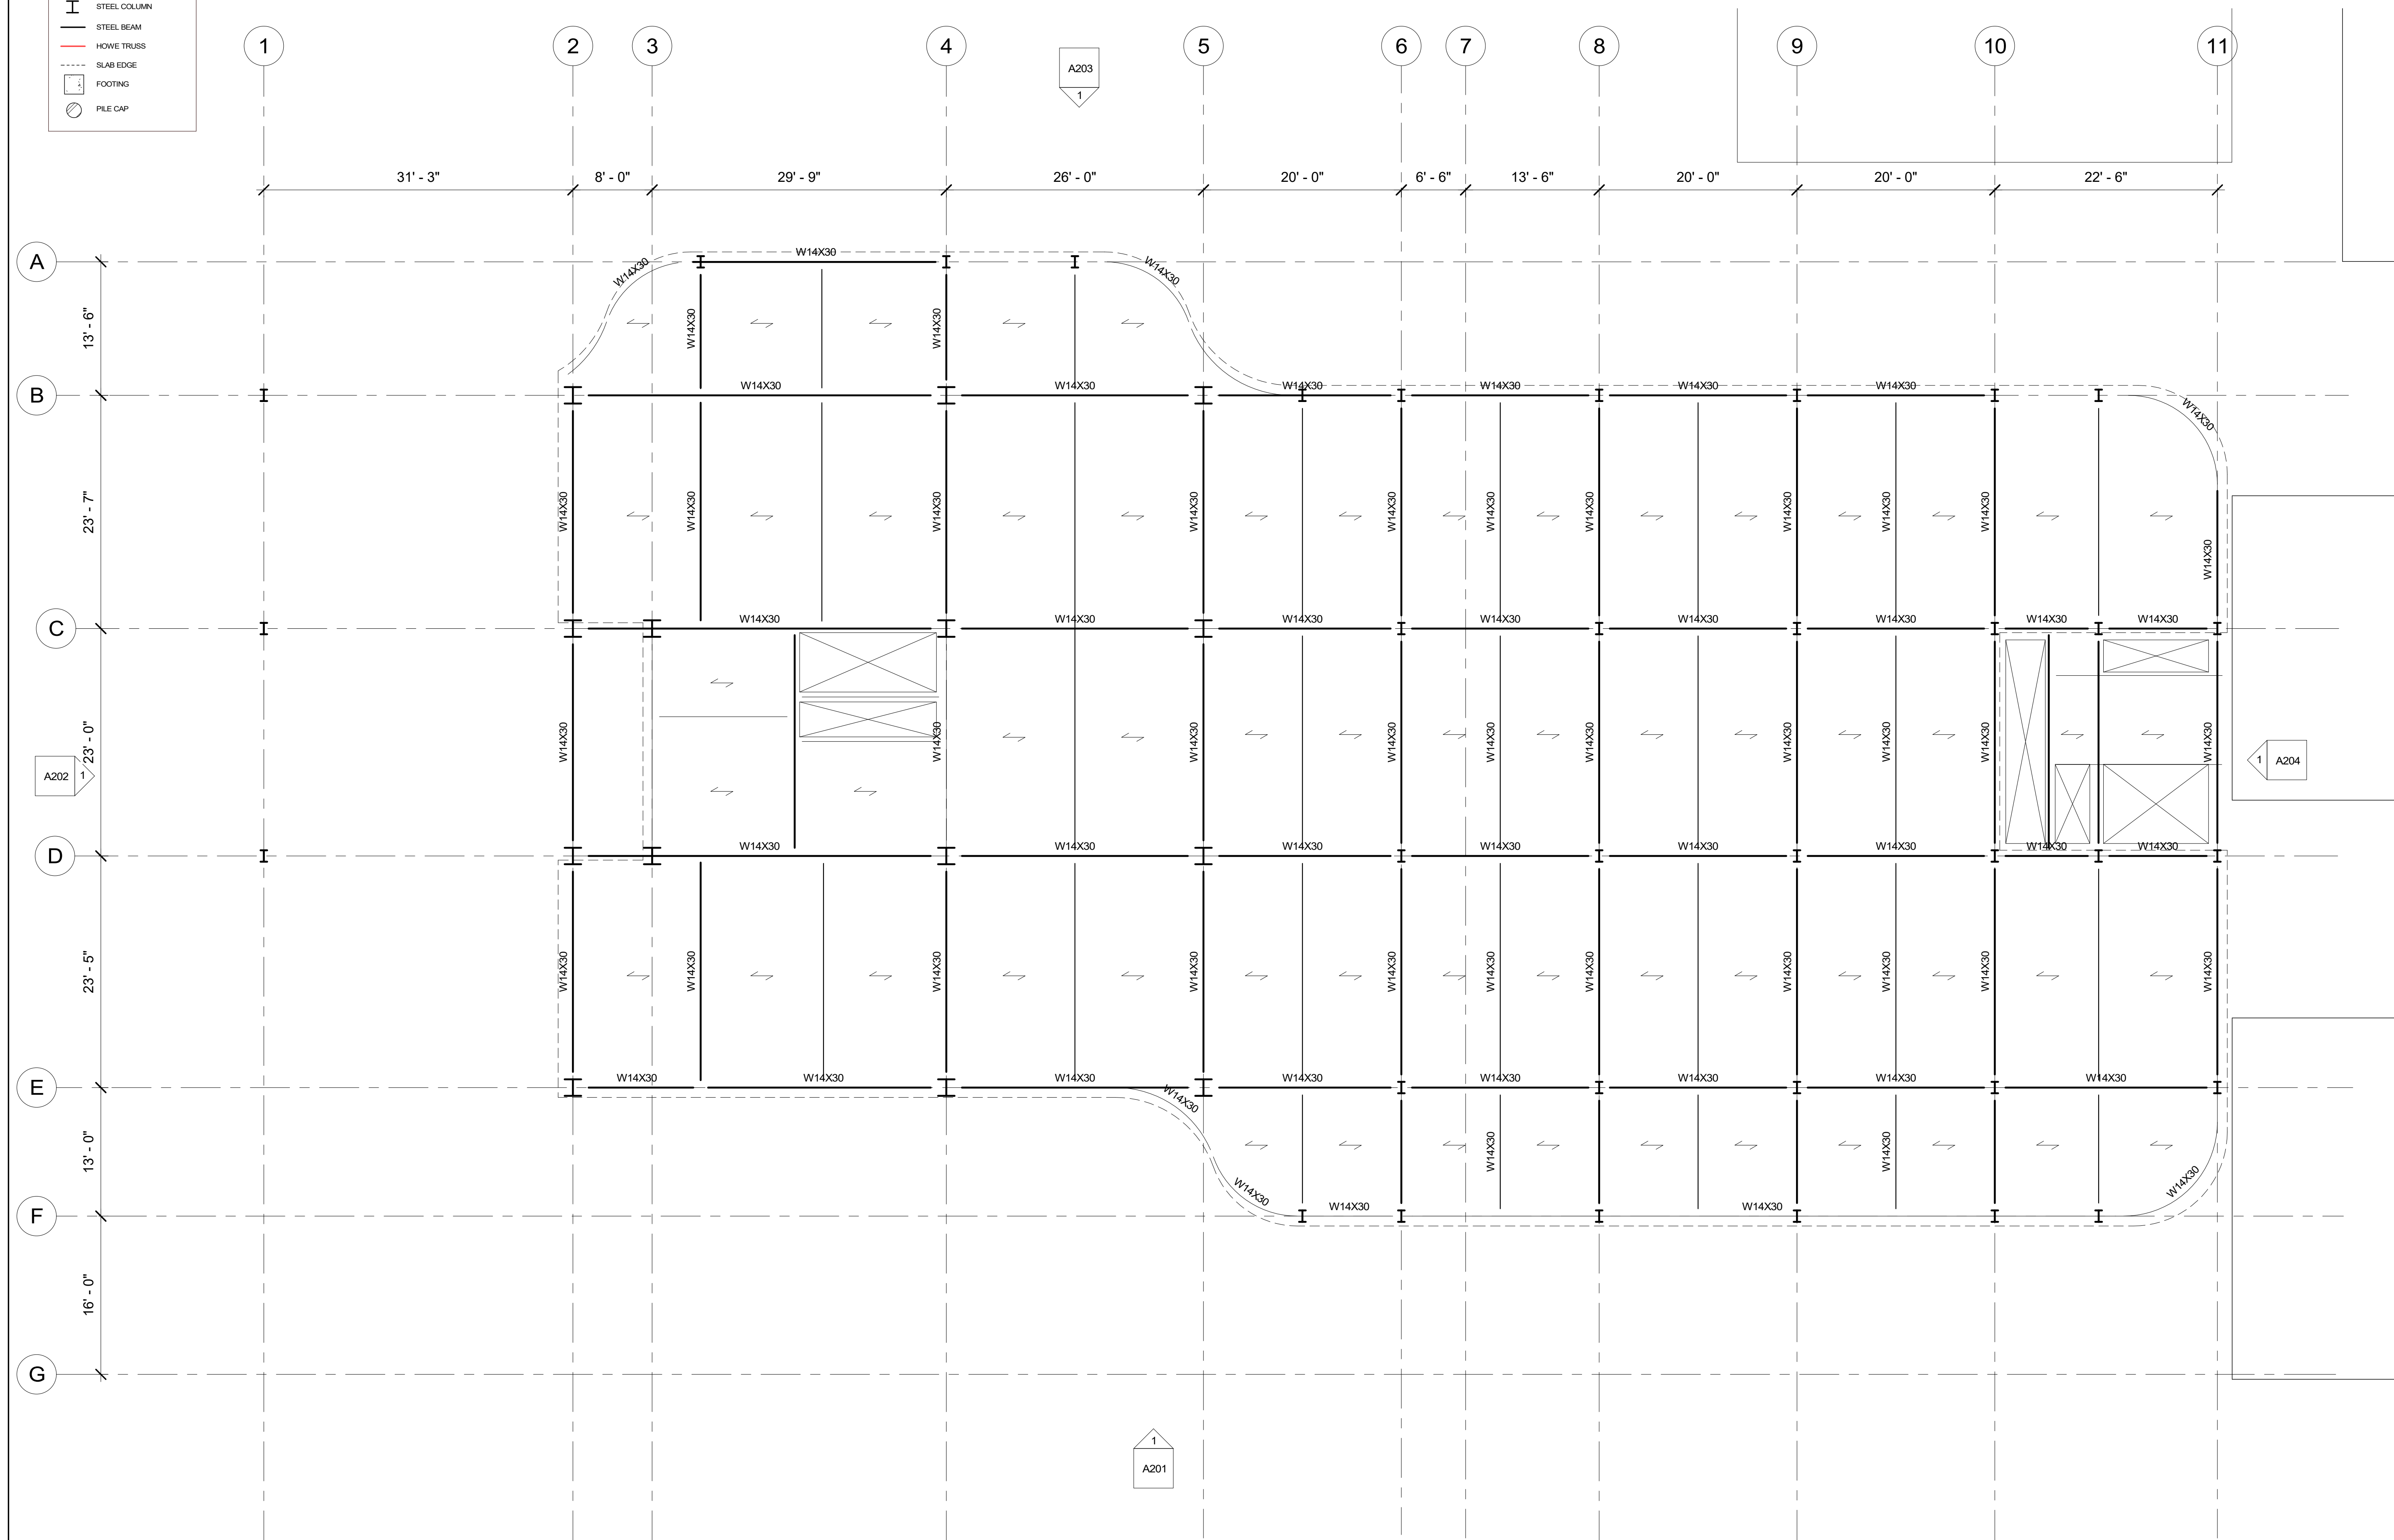 STEEL COLUMN
STEEL BEAM
HOWE TRUSS
SLAB EDGE
FOOTING
PILE CAP
1 2 3 4 5 6 7 8 9 10 11
A203
1
31' - 3" 8' - 0" 29' - 9" 26' - 0" 20' - 0" 6' - 6" 13' - 6" 20' - 0" 20' - 0" 22' - 6"
A
W14X30
W14X30 W14X30
13' - 6"
W14X30 W14X30
B
W14X30 W14X30 W14X30 W14X30 W14X30 W14X30
W14X30
23' - 7"
W14X30 W14X30 W14X30 W14X30 W14X30 W14X30 W14X30 W14X30 W14X30 W14X30
W14X30
C
W14X30 W14X30 W14X30 W14X30 W14X30 W14X30 W14X30 W14X30
23' - 0"
W14X30 W14X30 W14X30 W14X30 W14X30 W14X30 W14X30 W14X30 W14X30 W14X30
A202 1
1 A204
D
W14X30 W14X30 W14X30 W14X30 W14X30 W14X30 W14X30 W14X30
23' - 5"
W14X30 W14X30 W14X30 W14X30 W14X30 W14X30 W14X30 W14X30 W14X30 W14X30 W14X30
E
W14X30 W14X30 W14X30 W14X30 W14X30 W14X30 W14X30 W14X30
W14X30
13' - 0"
W14X30 W14X30
W14X30 W14X30
F
W14X30 W14X30
16' - 0"
G
1
A201